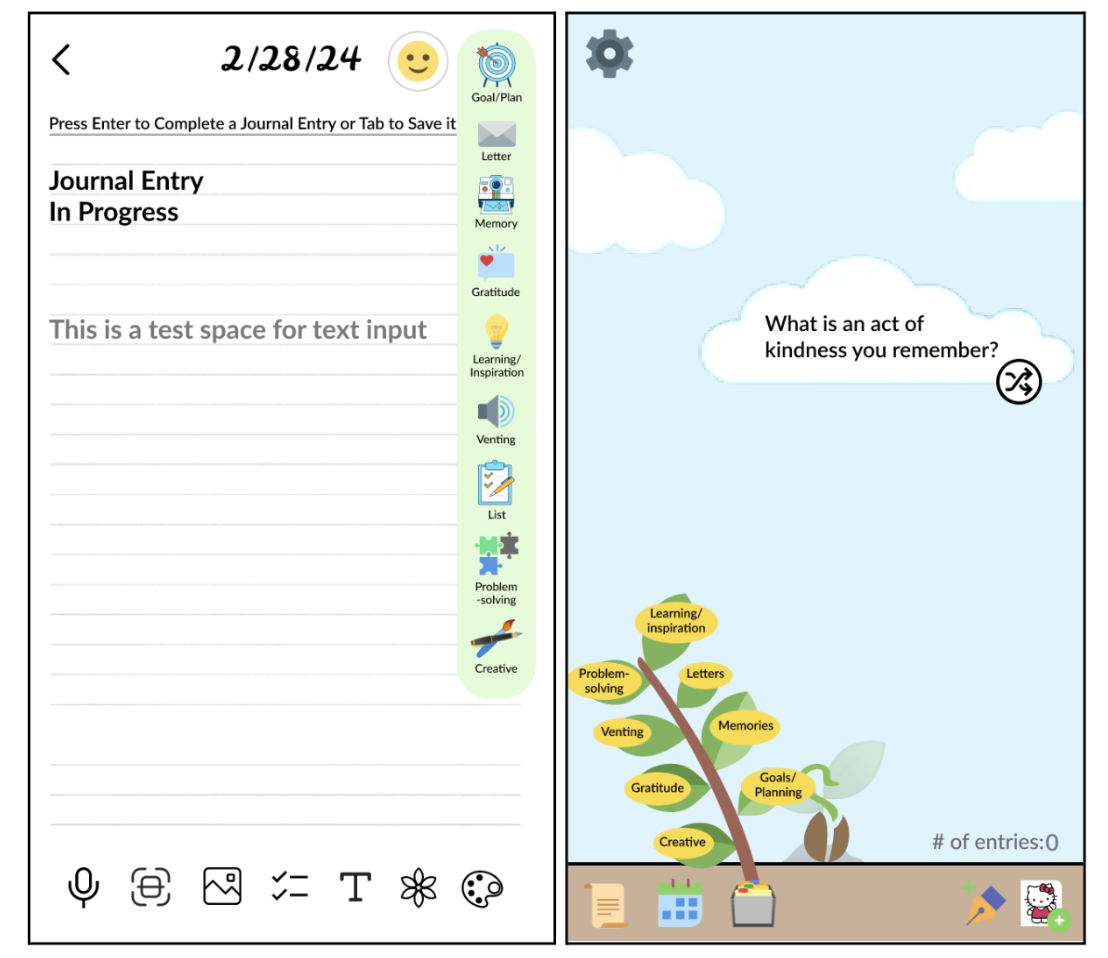 2/28/24
Press Enter to Complete a Journal Entry or Tab to Save it
Journal Entry
In Progress
This is a test space for text input
Goal/Plan
Letter
Memory
Gratitude
Learning/
Inspiration
Venting
List
Problem
-solving
Creative
T
What is an act of
kindness you remember?
Learning/
inspiration
Problem-
solving
Letters
Venting
Memories
Gratitude
Goals/
Planning
Creative
# of entries:0